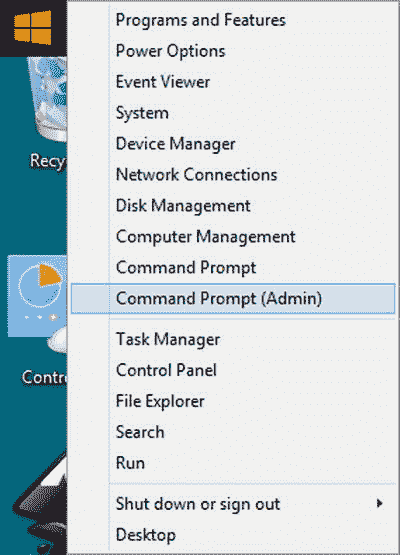 Programs and Features
Power Options
Event Viewer
System
Device Manager
Network Connections
Disk Management
Computer Management
Command Prompt
Command Prompt (Admin)
Task Manager
Control Panel
File Explorer
Search
Run
Shut down or sign out
Desktop
Recy
Contro